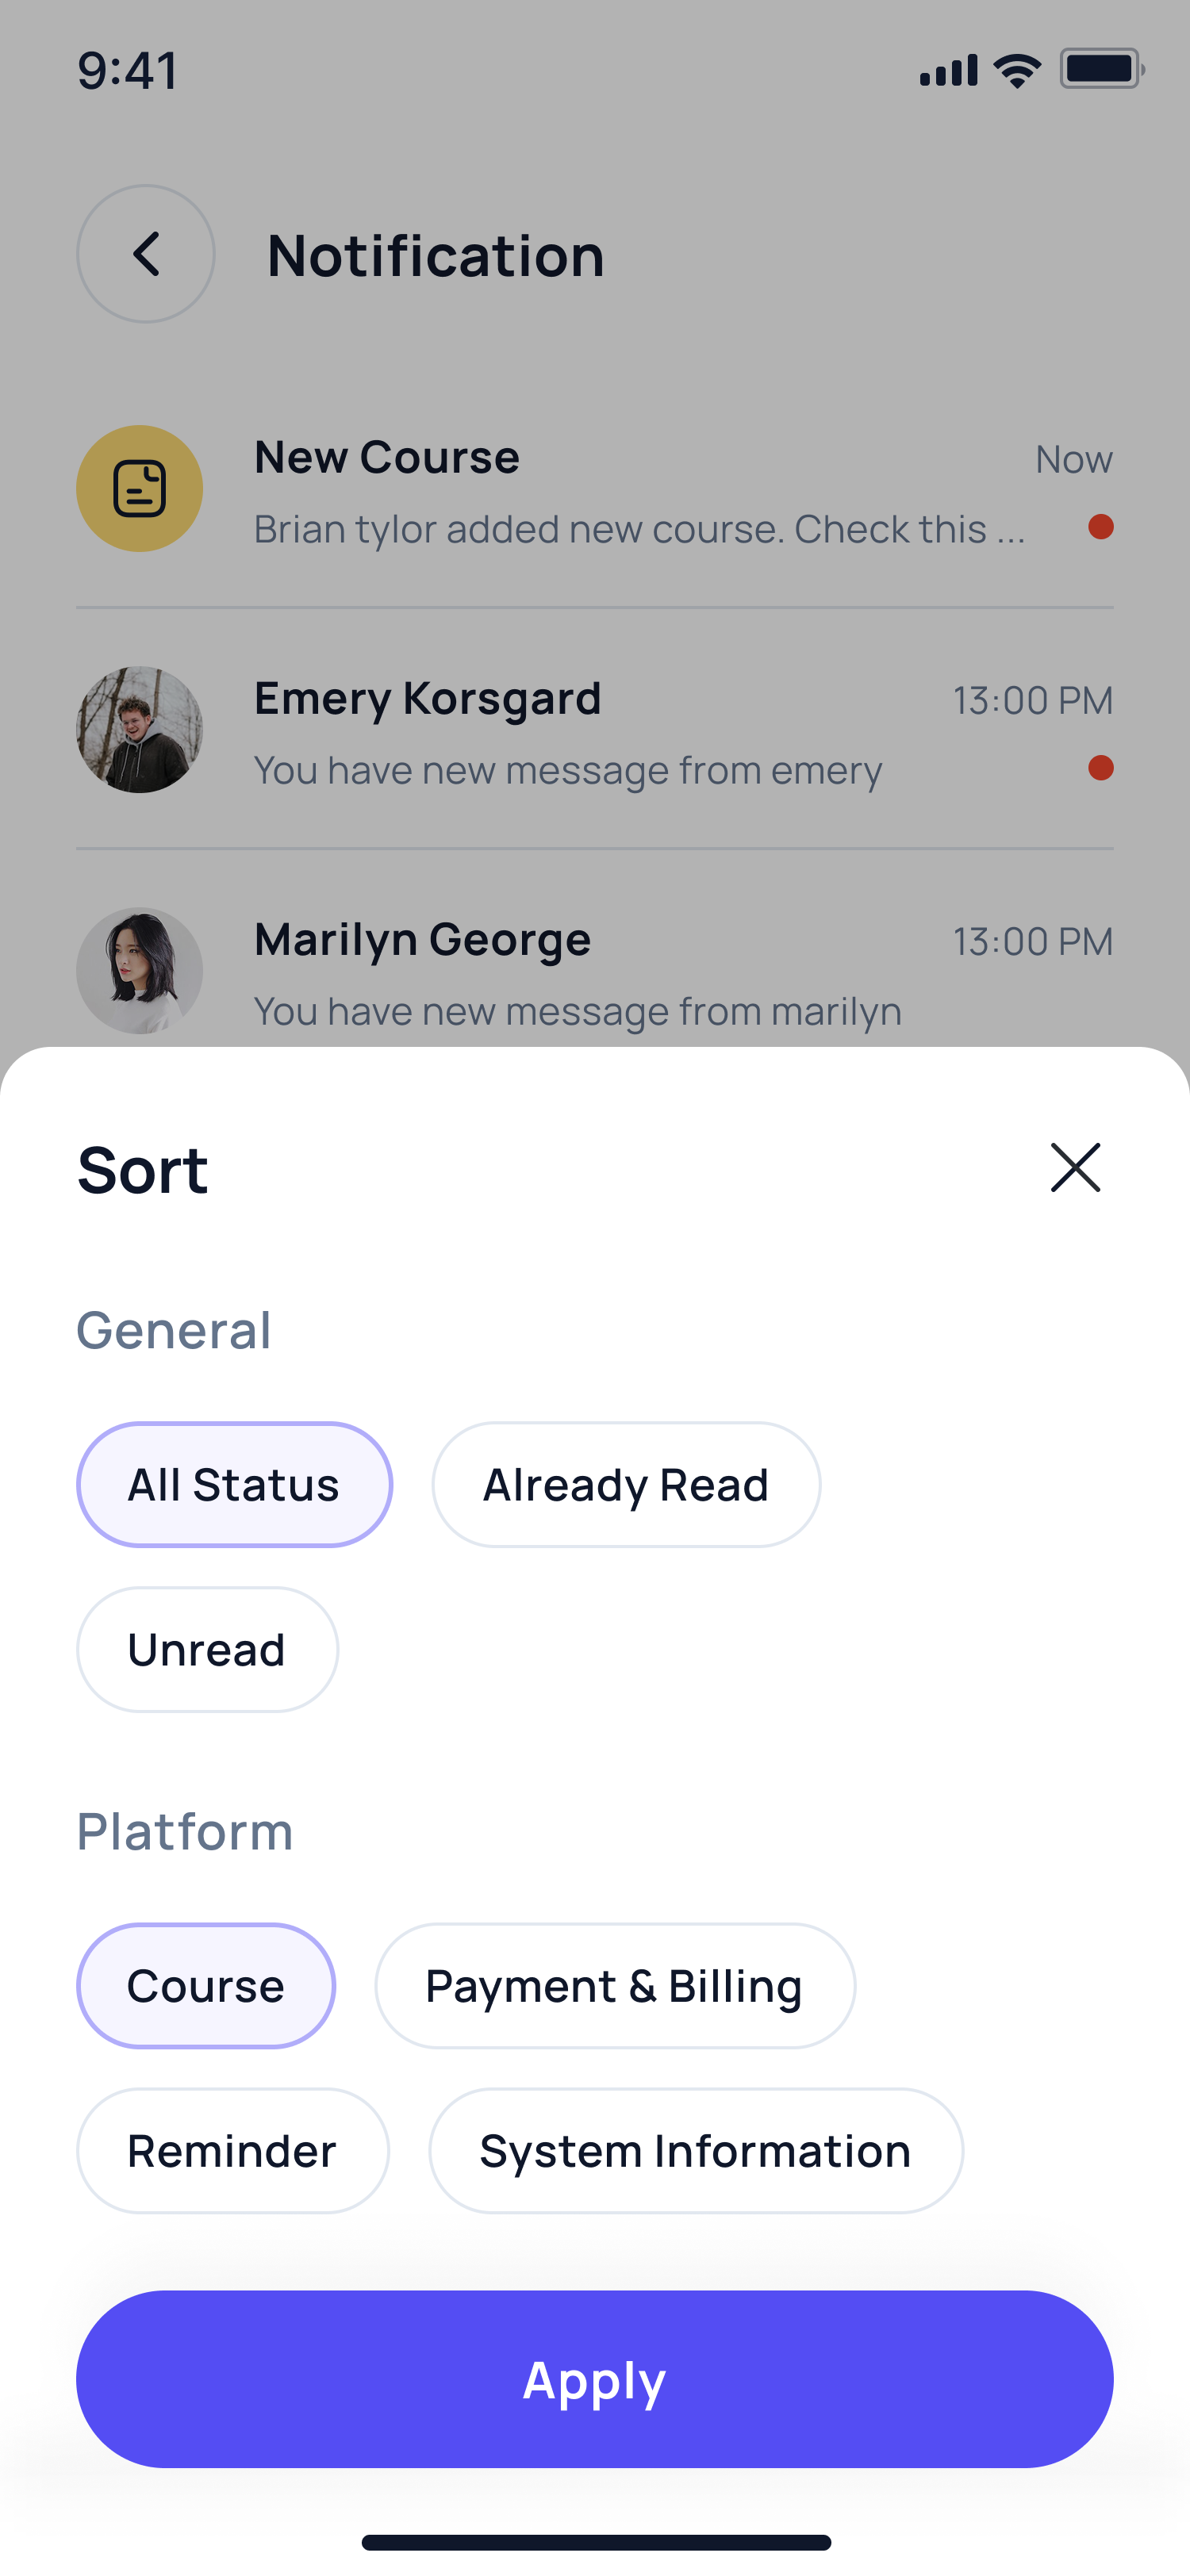 9:41
Notification
New Course
Now
Brian tylor added new course. Check this ...
Emery Korsgard
13:00 PM
You have new message from emery
Marilyn George
13:00 PM
You have new message from marilyn
Sort
General
All Status
Already Read
Unread
Platform
Course
Payment & Billing
Reminder
System Information
Apply